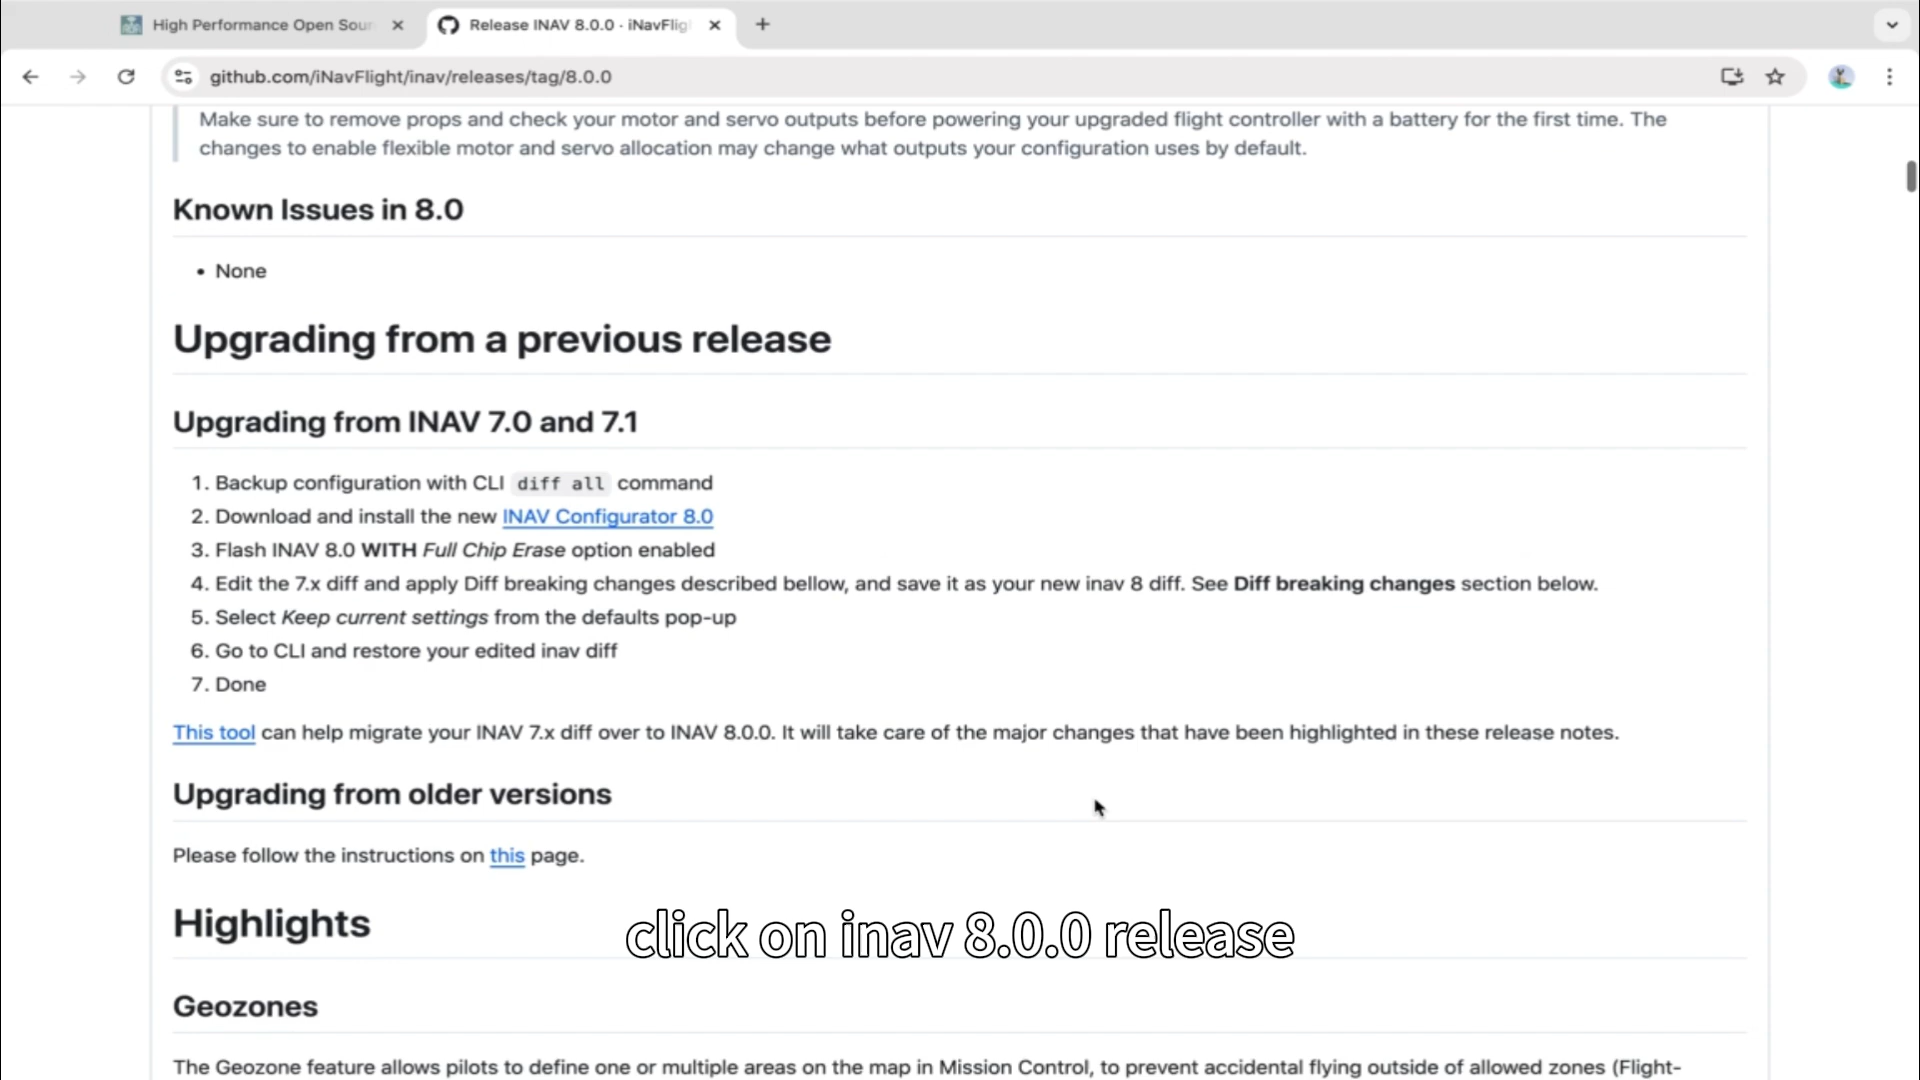 High Performance Open Sour
Release INAV 8.0.0 · iNavFlig
github.com/iNavFlight/inav/releases/tag/8.0.0
Make sure to remove props and check your motor and servo outputs before powering your upgraded flight controller with a battery for the first time. The
changes to enable flexible motor and servo allocation may change what outputs your configuration uses by default.
Known Issues in 8.0
• None
Upgrading from a previous release
Upgrading from INAV 7.0 and 7.1
1. Backup configuration with CLI diff all command
2. Download and install the new INAV Configurator 8.0
3. Flash INAV 8.0 WITH Full Chip Erase option enabled
4. Edit the 7.x diff and apply Diff breaking changes described bellow, and save it as your new inav 8 diff. See Diff breaking changes section below.
5. Select Keep current settings from the defaults pop-up
6. Go to CLI and restore your edited inav diff
7. Done
This tool can help migrate your INAV 7.x diff over to INAV 8.0.0. It will take care of the major changes that have been highlighted in these release notes.
Upgrading from older versions
Please follow the instructions on this page.
Highlights
click on inav 8.0.0 release
Geozones
The Geozone feature allows pilots to define one or multiple areas on the map in Mission Control, to prevent accidental flying outside of allowed zones (Flight-